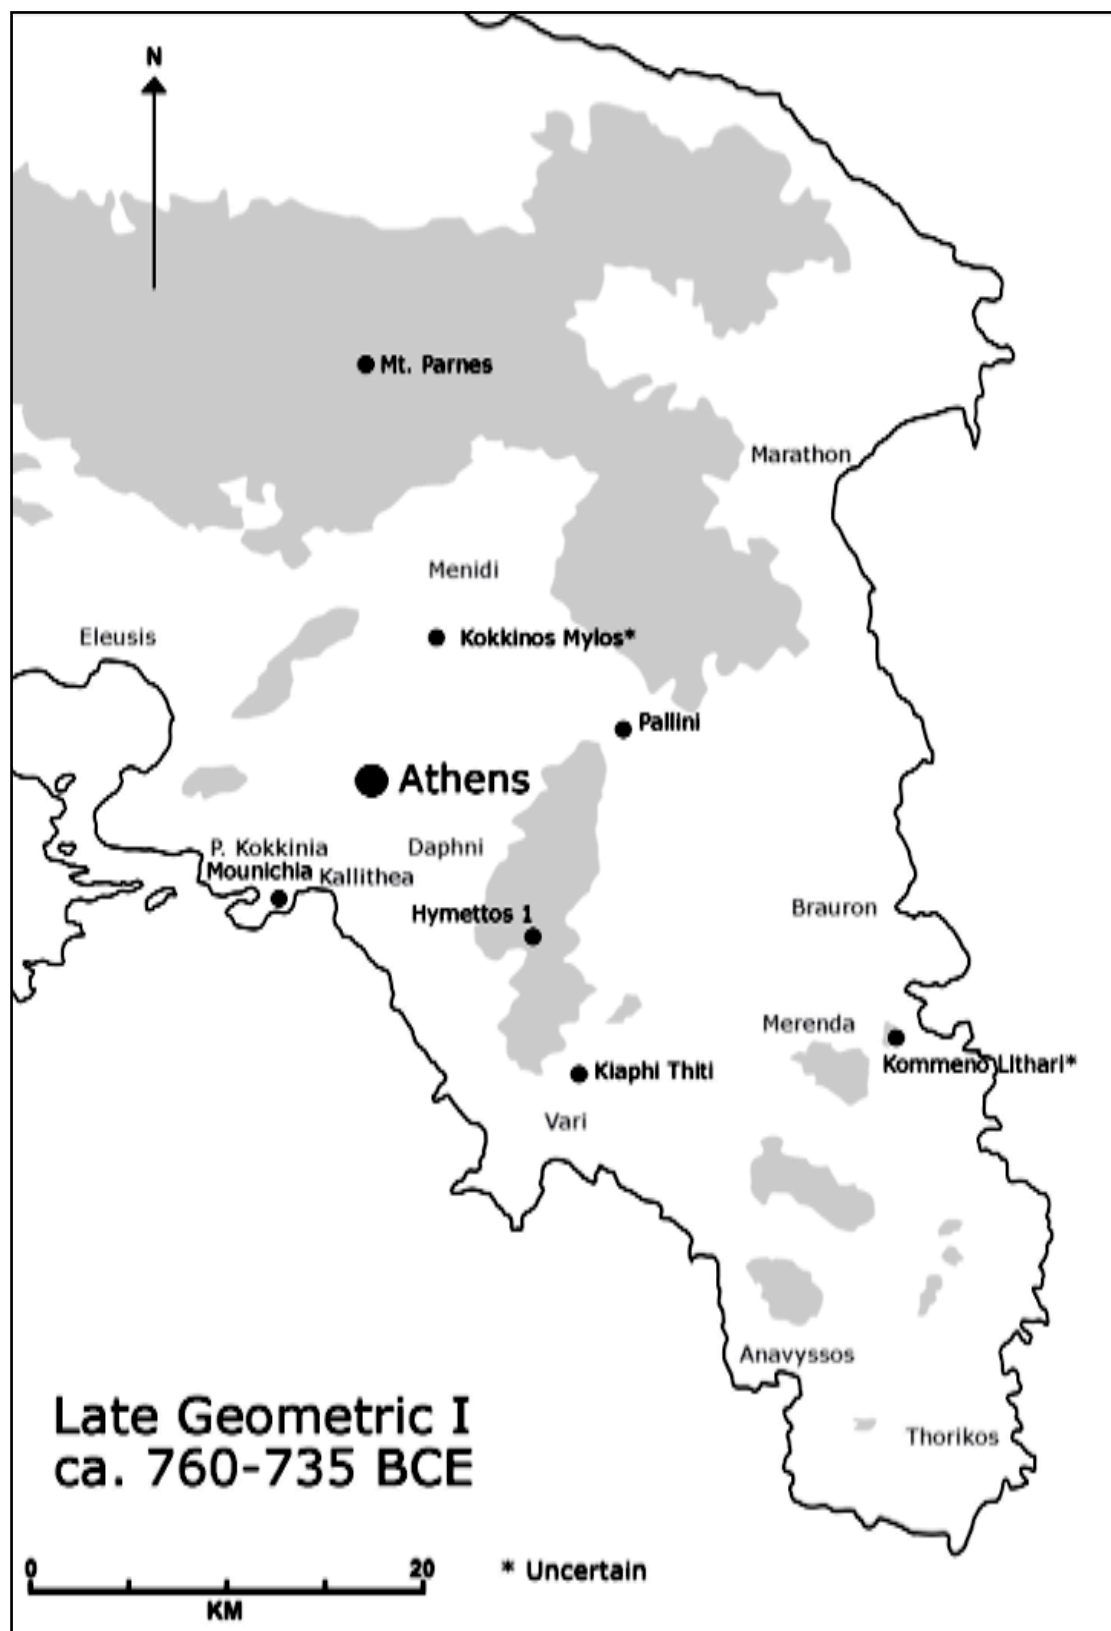 N
Mt. Parnes
Marathon
Menidi
Eleusis
Kokkinos Mylos*
Pallini
Athens
P. Kokkinia
Daphni
Mounichia
Kallithea
Hymettos 1
Brauron
Merenda
Kommeno Lithari*
Kiaphi Thiti
Vari
Anavyssos
Thorikos
Late Geometric I
ca. 760-735 BCE
0
20
KM
* Uncertain